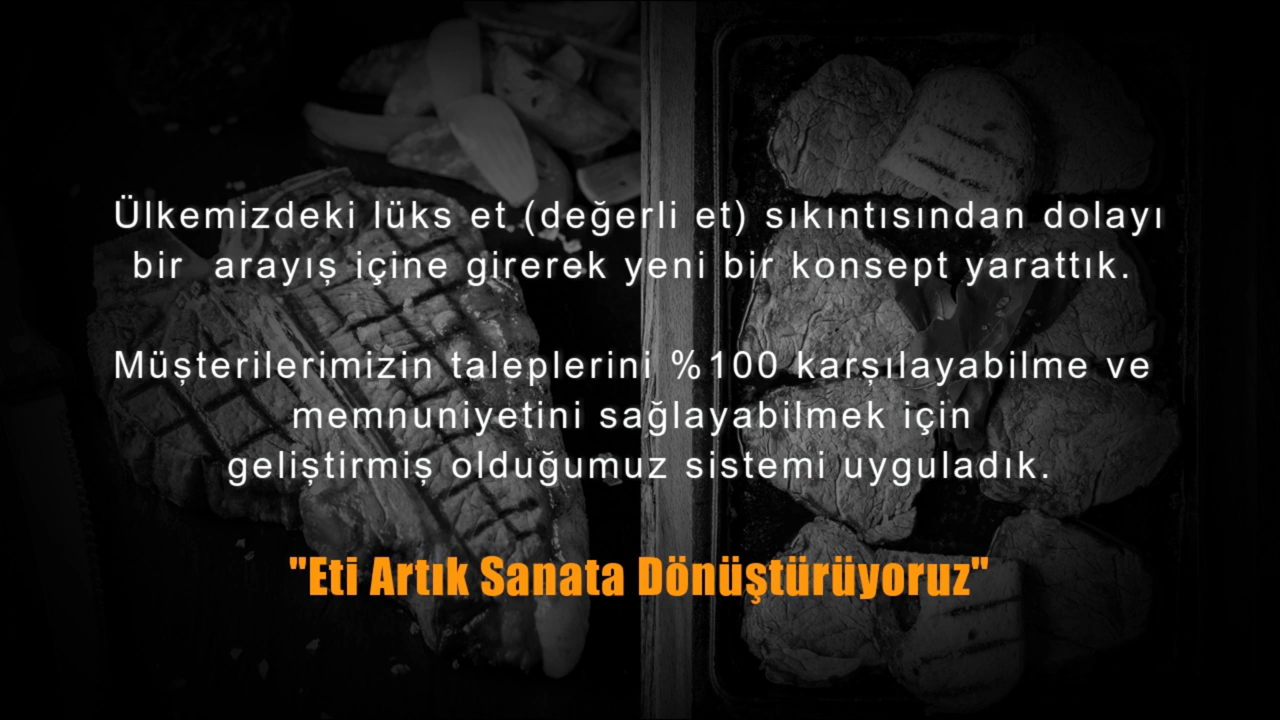 Ülkemizdeki lüks et (değerli et) sıkıntısından dolayı
bir  arayış içine girerek yeni bir konsept yarattık.
Müşterilerimizin taleplerini %100 karşılayabilme ve
memnuniyetini sağlayabilmek için
geliştirmiş olduğumuz sistemi uyguladık.
"Eti Artık Sanata Dönüştürüyoruz"